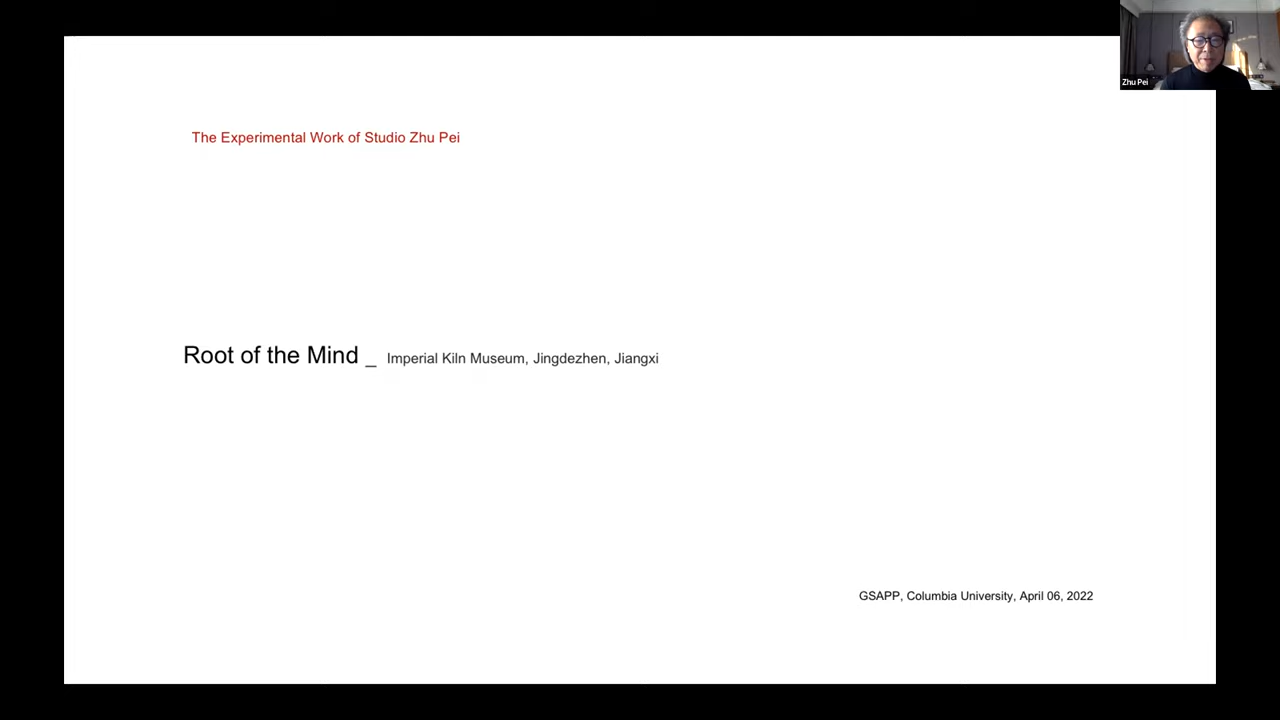 Zhu Pei
The Experimental Work of Studio Zhu Pei
Root of the Mind _ Imperial Kiln Museum, Jingdezhen, Jiangxi
GSAPP, Columbia University, April 06, 2022